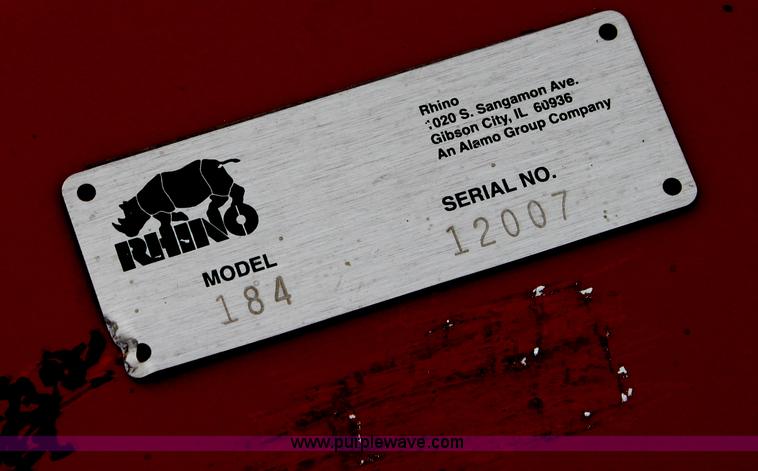 RHINO
MODEL
184
Rhino
1020 S. Sangamon Ave.
Gibson City, IL 60936
An Alamo Group Company
SERIAL NO.
12007
www.purplewave.com